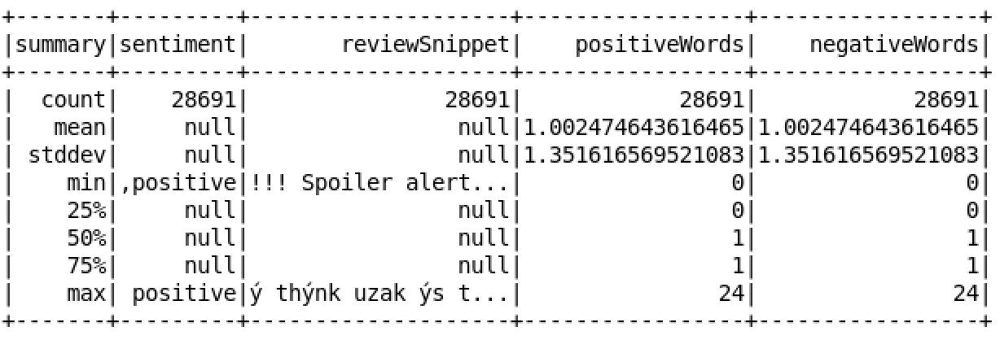 +-------+---------+--------------------+-----------------+-----------------+
|summary|sentiment|       reviewSnippet|    positiveWords|    negativeWords|
+-------+---------+--------------------+-----------------+-----------------+
|  count|    28691|               28691|            28691|            28691|
|   mean|     null|                null|1.002474643616465|1.002474643616465|
| stddev|     null|                null|1.351616569521083|1.351616569521083|
|    min|,positive|!!! Spoiler alert...|                0|                0|
|    25%|     null|                null|                0|                0|
|    50%|     null|                null|                1|                1|
|    75%|     null|                null|                1|                1|
|    max| positive|ý thýnk uzak ýs t...|               24|               24|
+-------+---------+--------------------+-----------------+-----------------+